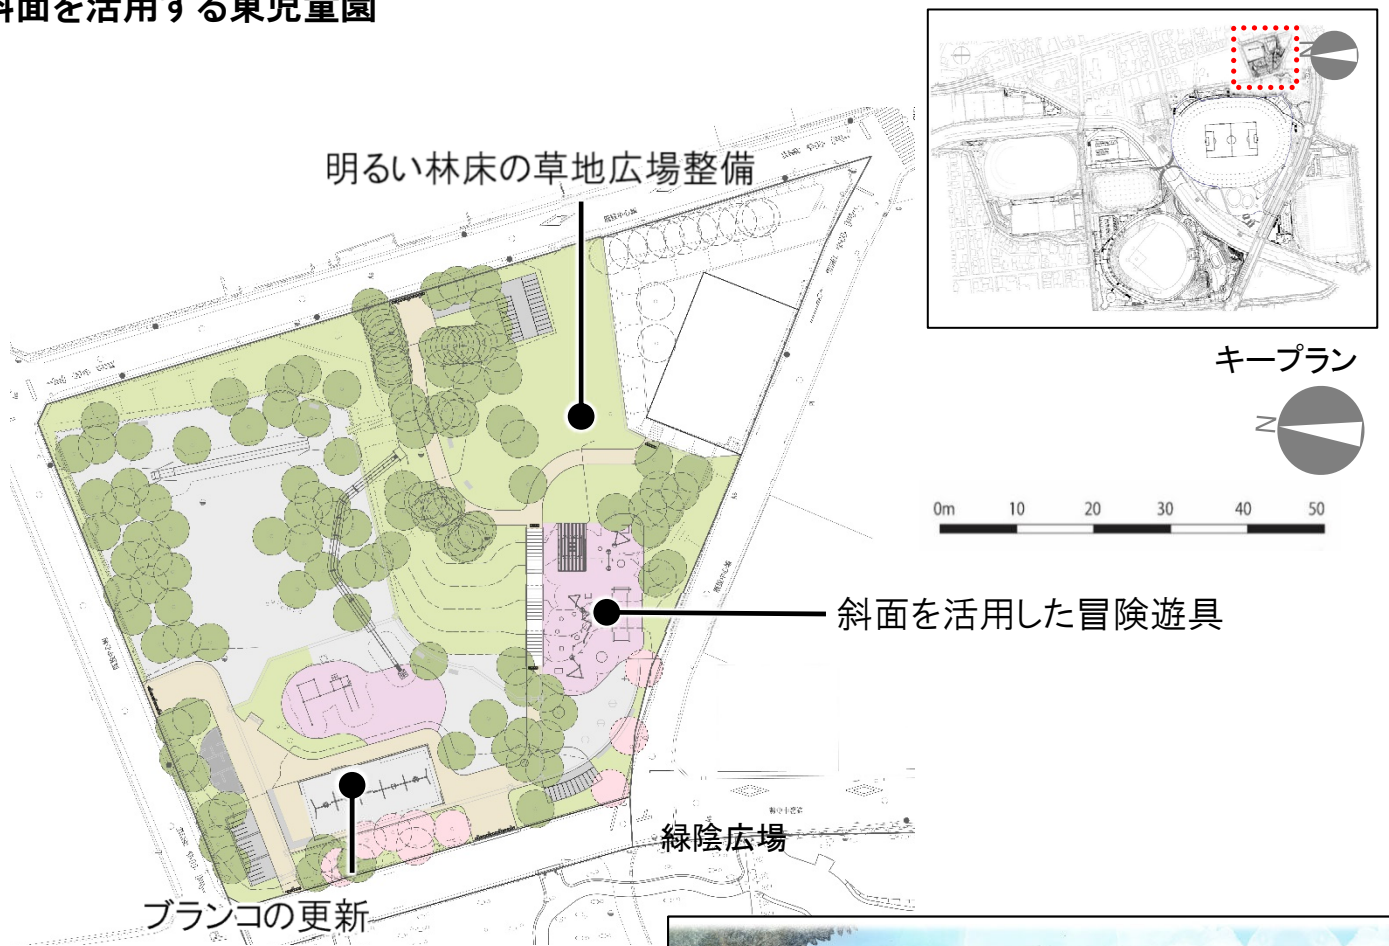 斜面を活用する東児童園
N
キープラン
明るい林床の草地広場整備
N
0m 10 20 30 40 50
斜面を活用した冒険遊具
緑陰広場
ブランコの更新